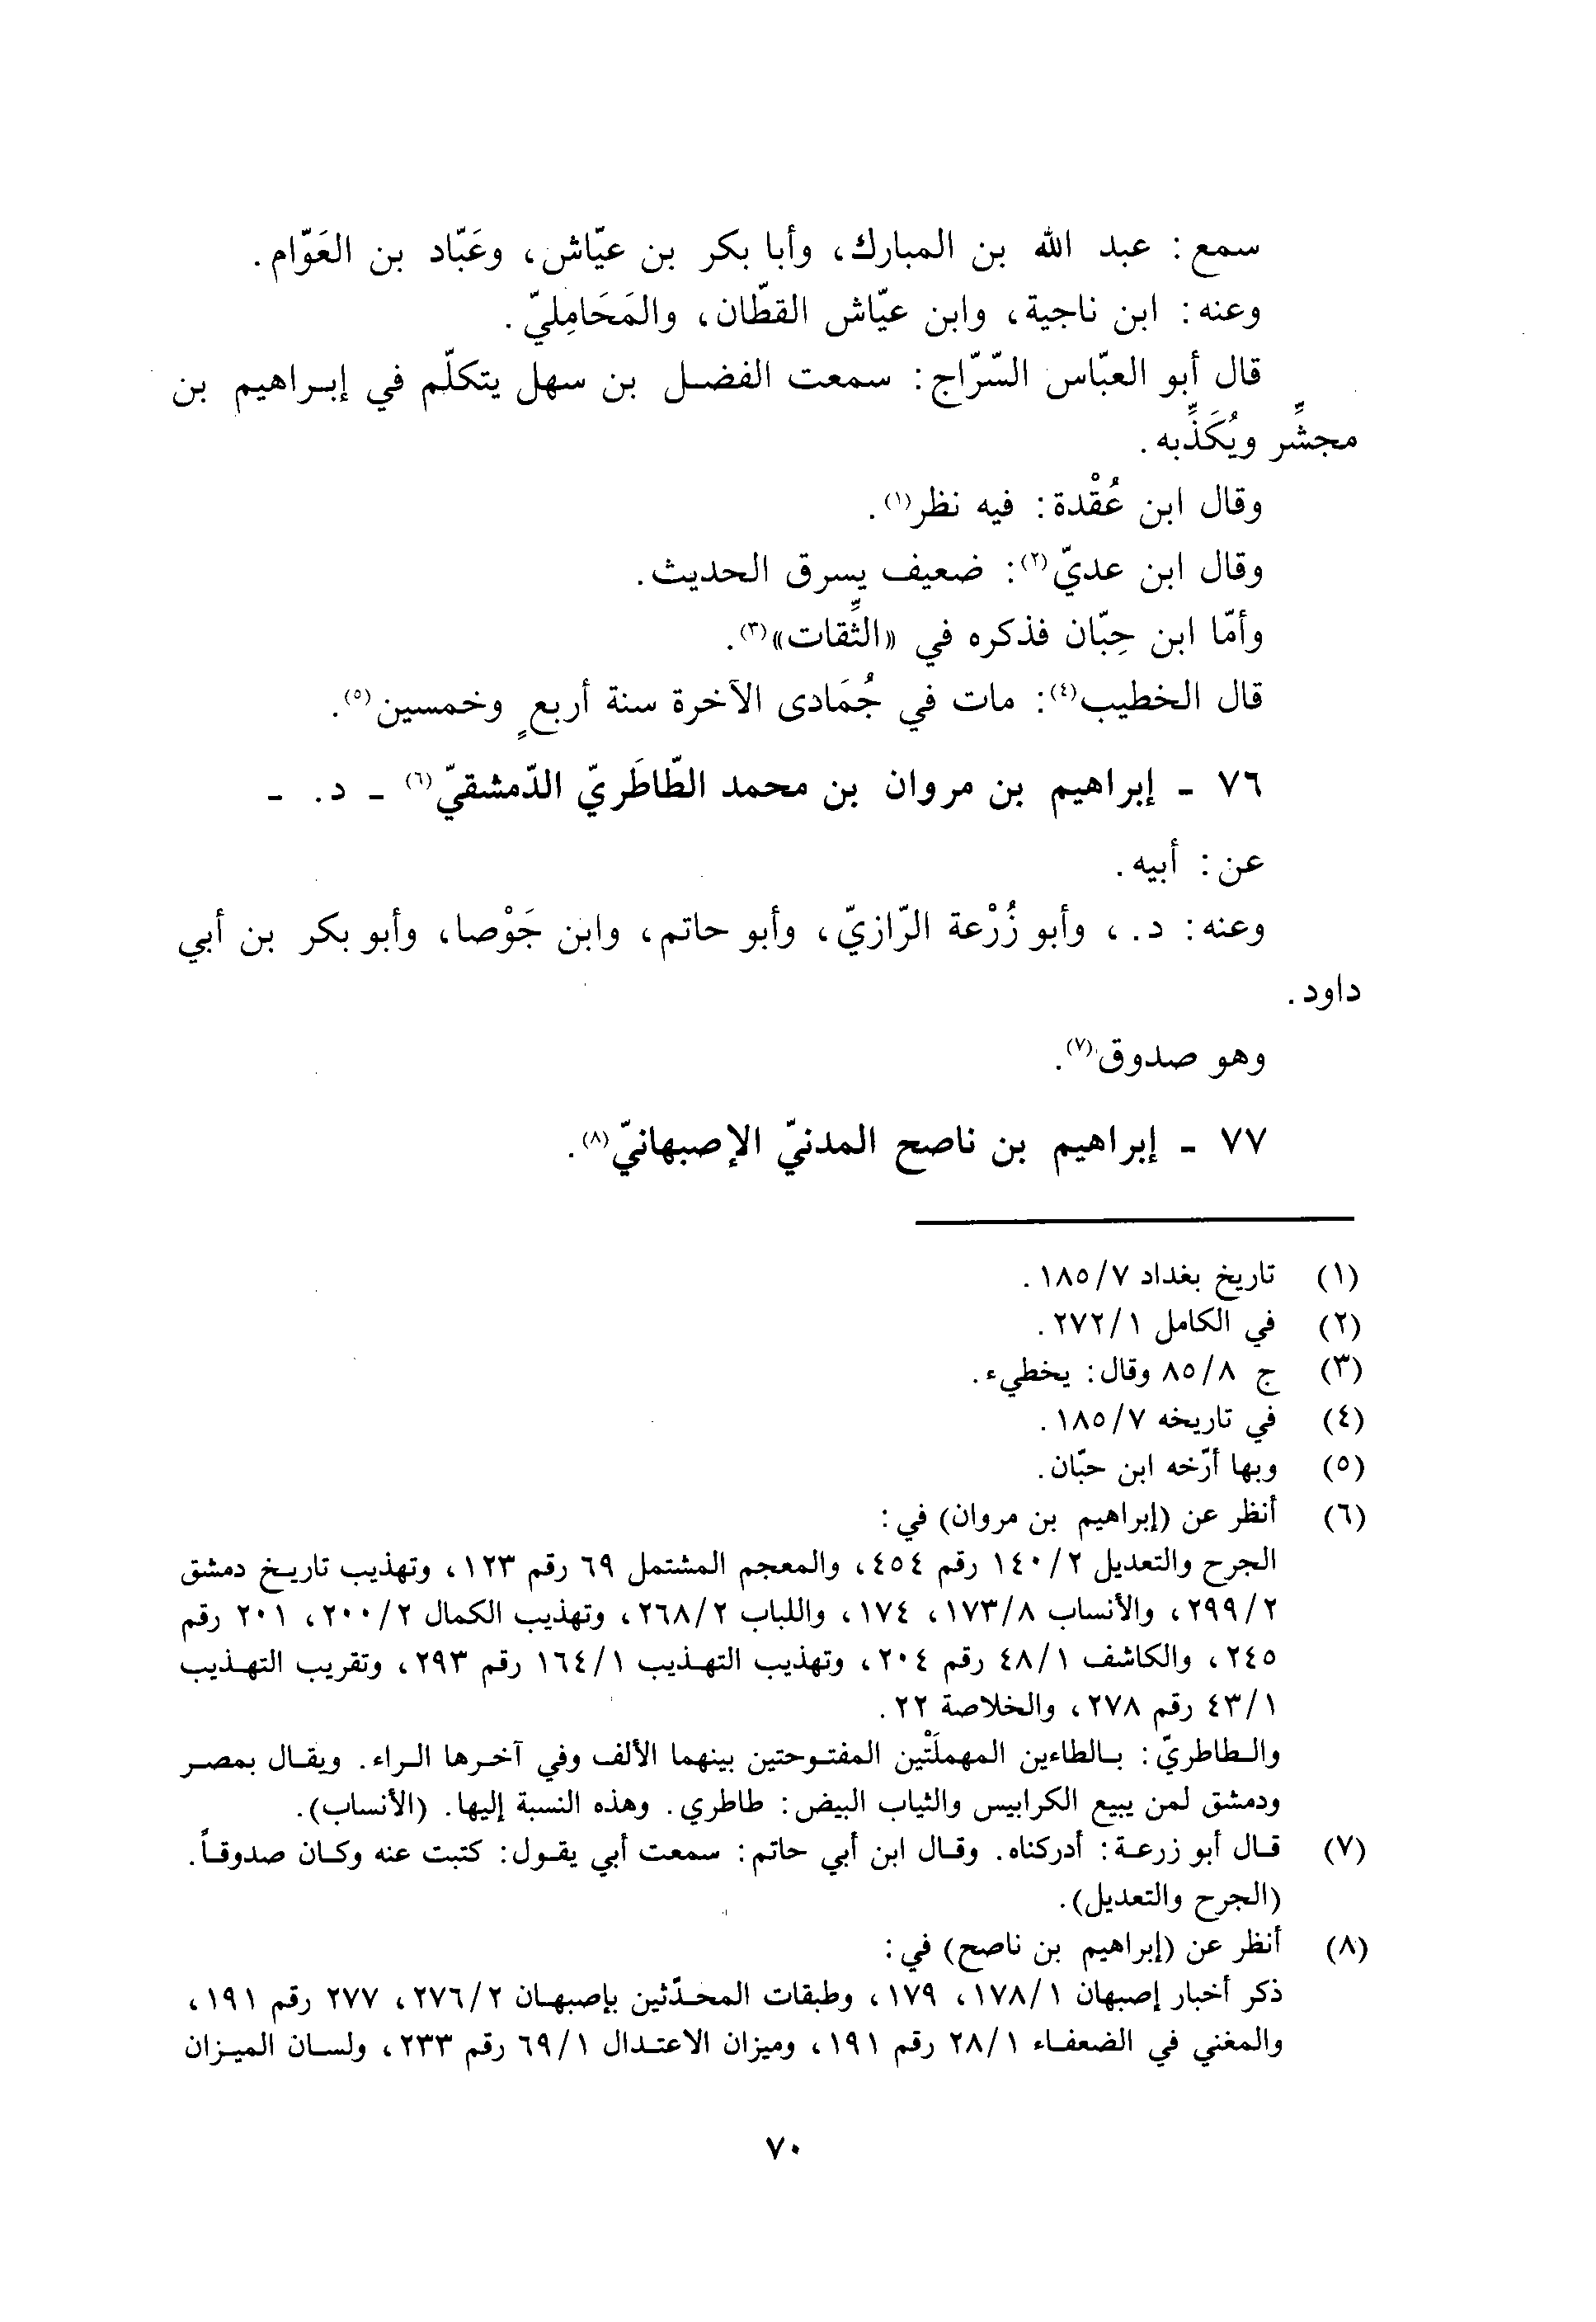 سمع: عبد الله بن المبارك، وأبا بكر بن عيّاش، وعَبّاد بن العَوّام.
وعنه: ابن ناجية، وابن عيّاش القطّان، والمَحَامِليّ.
قال أبو العبّاس السّرّاج: سمعت الفضل بن سهل يتكلّم في إبراهيم بن
مجشِّر ويُكَذِّبه.
وقال ابن عُقْدة: فيه نظر(١).
وقال ابن عديّ(٢): ضعيف يسرق الحديث.
وأمّا ابن حِبّان فذكره في «الثِّقات»(٣).
قال الخطيب(٤): مات في جُمَادى الآخرة سنة أربعٍ وخمسين(٥).
٧٦ - إبراهيم بن مروان بن محمد الطّاطَريّ الدّمشقيّ(٦) - د. -
عن: أبيه.
وعنه: د.، وأبو زُرْعة الرّازيّ، وأبو حاتم، وابن جَوْصا، وأبو بكر بن أبي
داود.
وهو صدوق(٧).
٧٧ - إبراهيم بن ناصح المدنيّ الإصبهانيّ(٨).
(١) تاريخ بغداد ١٨٥/٧.
(٢) في الكامل ٢٧٢/١.
(٣) ج ٨٥/٨ وقال: يخطيء.
(٤) في تاريخه ١٨٥/٧.
(٥) وبها أرّخه ابن حبّان.
(٦) أنظر عن (إبراهيم بن مروان) في:
الجرح والتعديل ١٤٠/٢ رقم ٤٥٤، والمعجم المشتمل ٦٩ رقم ١٢٣، وتهذيب تاريخ دمشق
٢٩٩/٢، والأنساب ١٧٣/٨، ١٧٤، واللباب ٢٦٨/٢، وتهذيب الكمال ٢٠٠/٢، ٢٠١ رقم
٢٤٥، والكاشف ٤٨/١ رقم ٢٠٤، وتهذيب التهذيب ١٦٤/١ رقم ٢٩٣، وتقريب التهذيب
٤٣/١ رقم ٢٧٨، والخلاصة ٢٢.
والطاطريّ: بالطاءين المهملَتْين المفتوحتين بينهما الألف وفي آخرها الراء. ويقال بمصر
ودمشق لمن يبيع الكرابيس والثياب البيض: طاطري. وهذه النسبة إليها. (الأنساب).
(٧) قال أبو زرعة: أدركناه. وقال ابن أبي حاتم: سمعت أبي يقول: كتبت عنه وكان صدوقاً.
(الجرح والتعديل).
(٨) أنظر عن (إبراهيم بن ناصح) في:
ذكر أخبار إصبهان ١٧٨/١، ١٧٩، وطبقات المحدّثين بإصبهان ٢٧٦/٢، ٢٧٧ رقم ١٩١،
والمغني في الضعفاء ٢٨/١ رقم ١٩١، وميزان الاعتدال ٦٩/١ رقم ٢٣٣، ولسان الميزان
٧٠